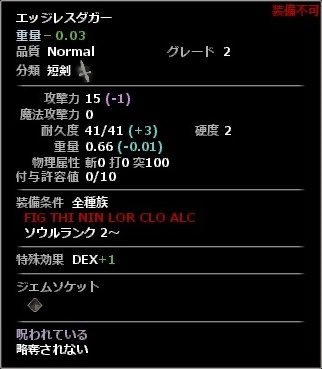 エッジレスダガー
装備不可
重量－0.03
品質 Normal グレード 2
分類 短剣
攻撃力 15 (-1)
魔法攻撃力 0
耐久度 41/41 (+3) 硬度 2
重量 0.66 (-0.01)
物理属性 斬0 打0 突100
付与許容値 0/10
装備条件 全種族
FIG THI NIN LOR CLO ALC
ソウルランク 2～
特殊効果 DEX+1
ジェムソケット
呪われている
略奪されない